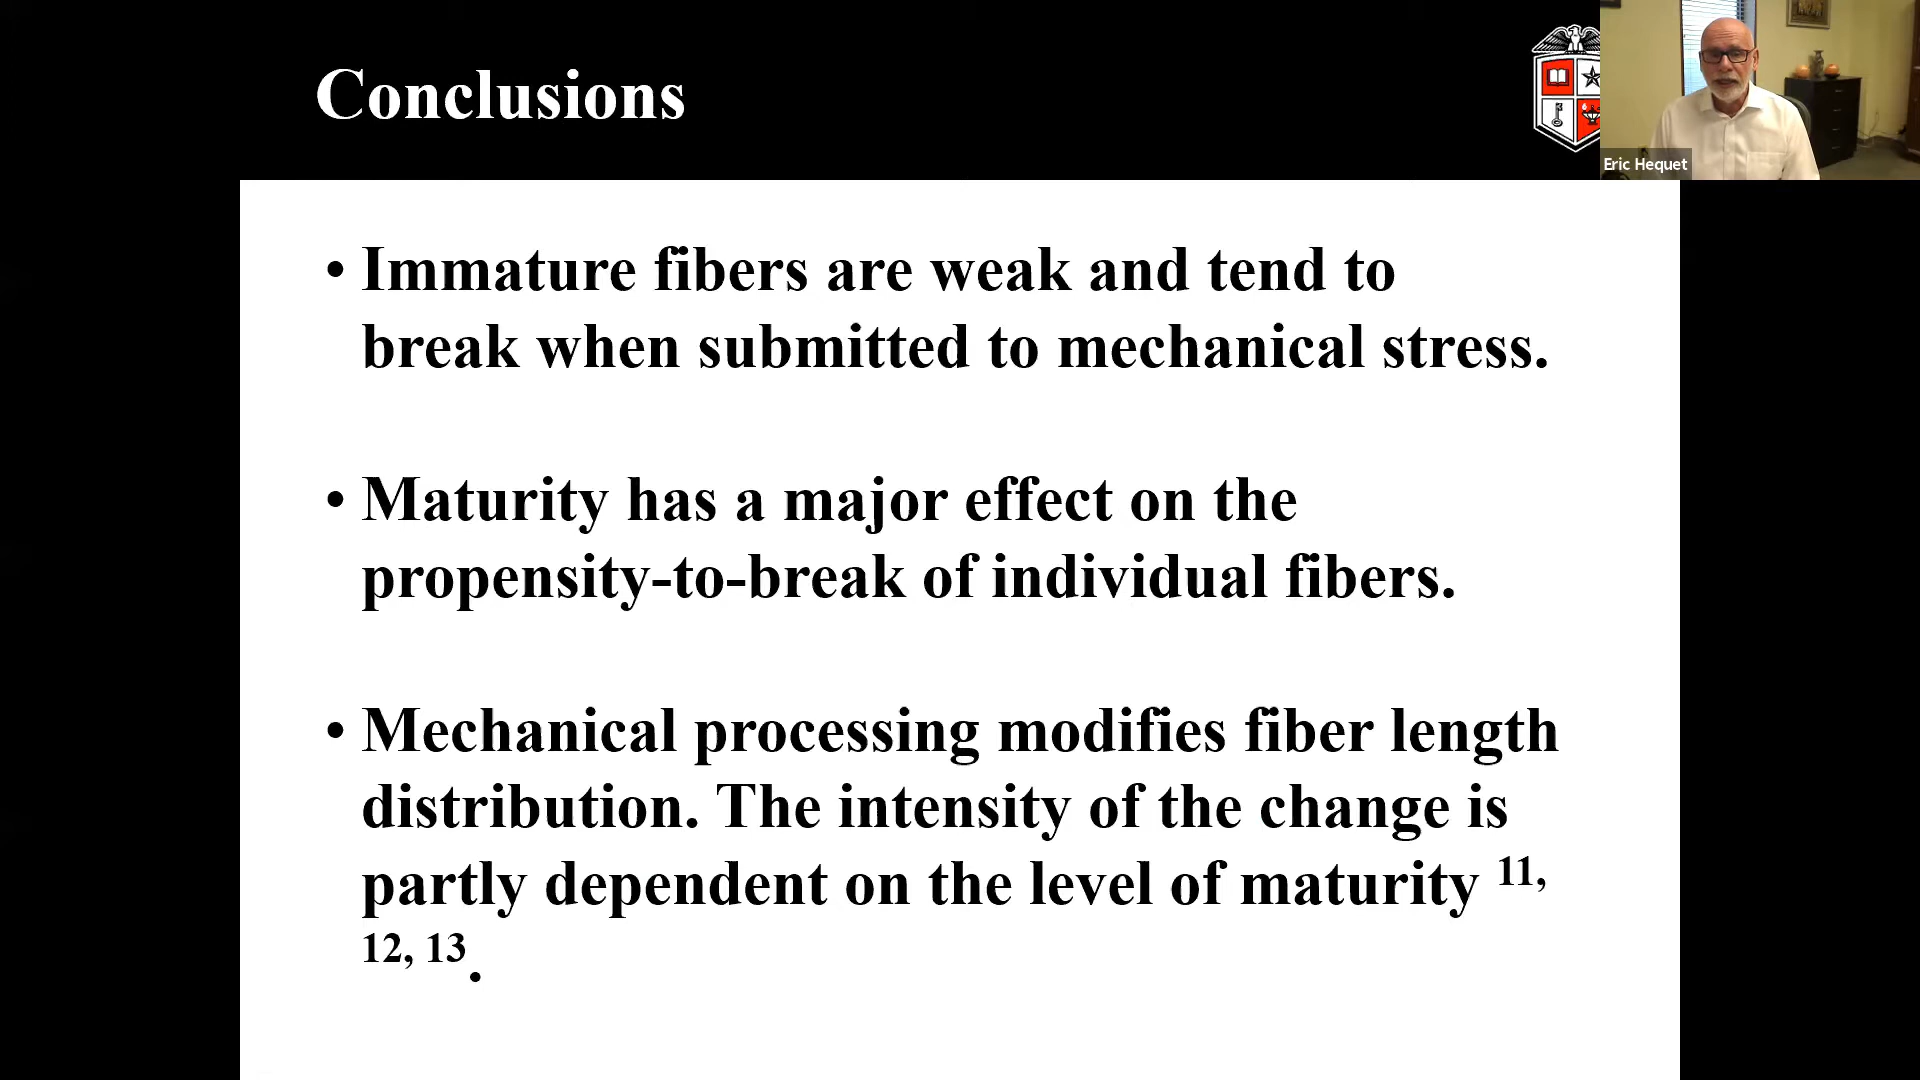 Conclusions
Eric Hequet
• Immature fibers are weak and tend to
break when submitted to mechanical stress.
• Maturity has a major effect on the
propensity-to-break of individual fibers.
• Mechanical processing modifies fiber length
distribution. The intensity of the change is
partly dependent on the level of maturity 11,
12, 13.